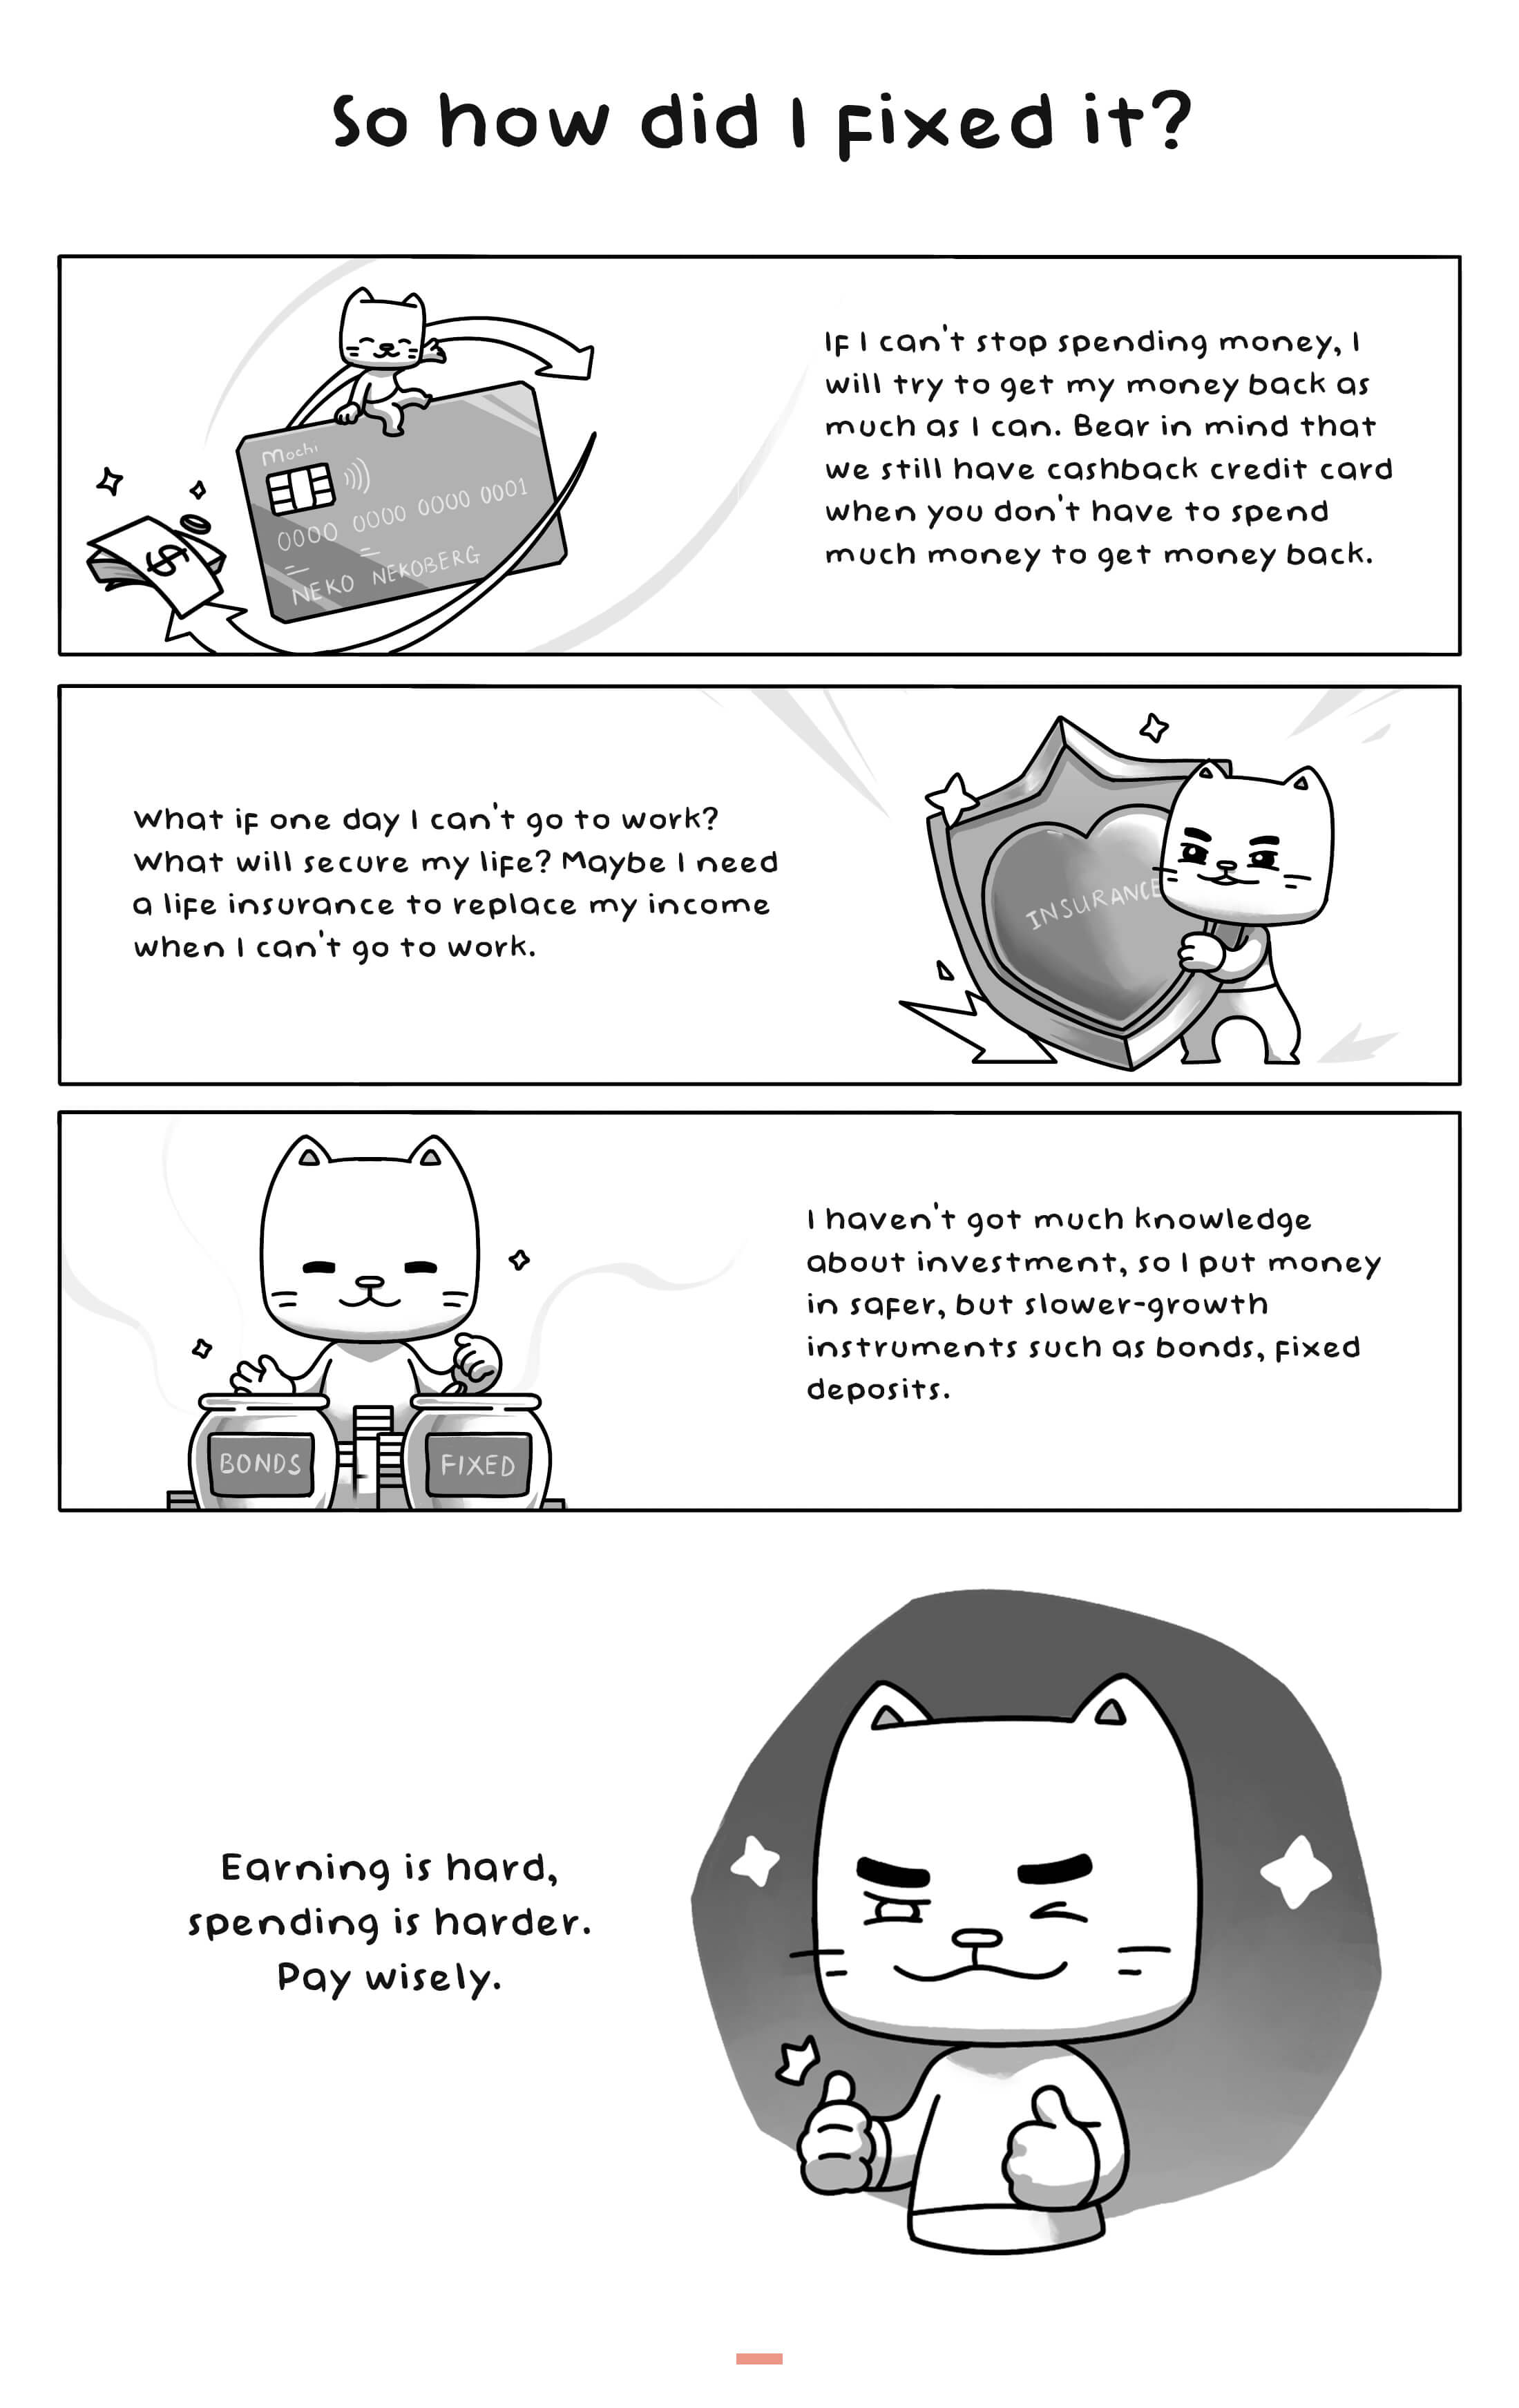 So how did I fixed it?
If I can't stop spending money, I
will try to get my money back as
much as I can. Bear in mind that
we still have cashback credit card
when you don't have to spend
much money to get money back.
Mochi
0000 0000 0000 0001
NEKO NEKOBERG
$
What if one day I can't go to work?
What will secure my life? Maybe I need
a life insurance to replace my income
when I can't go to work.
INSURANCE
I haven't got much knowledge
about investment, so I put money
in safer, but slower-growth
instruments such as bonds, fixed
deposits.
BONDS
FIXED
Earning is hard,
spending is harder.
Pay wisely.